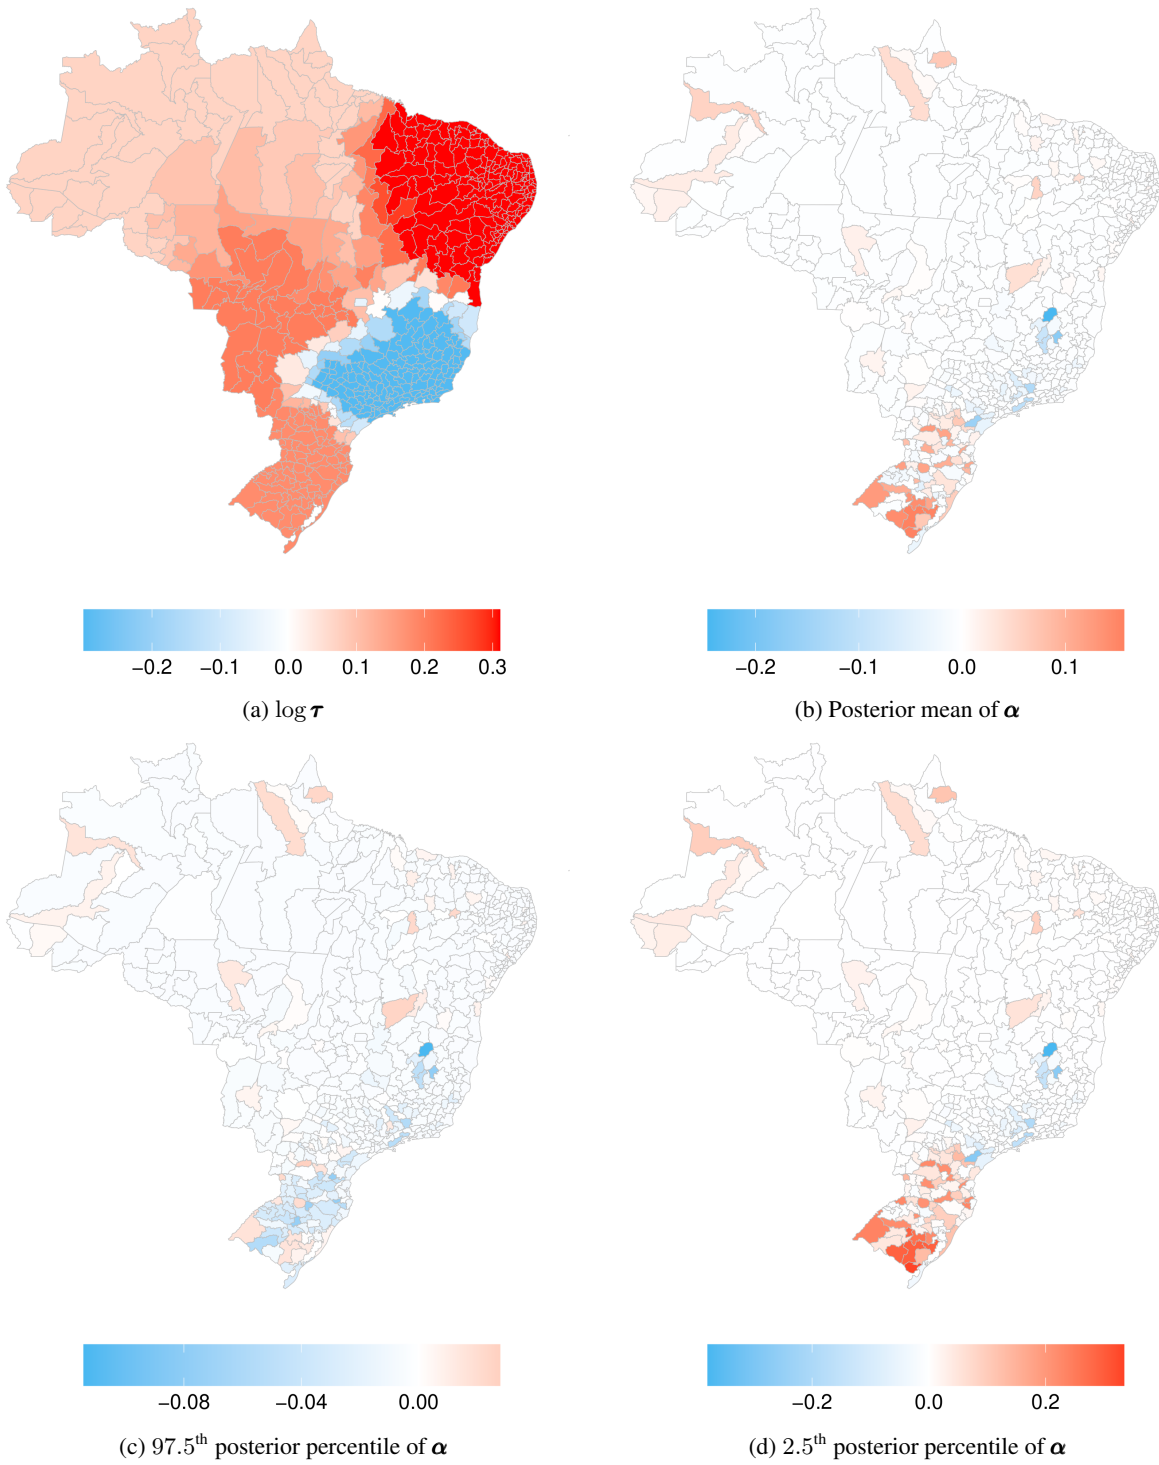 −0.2 −0.1 0.0 0.1 0.2 0.3
−0.2 −0.1 0.0 0.1
(a) log τ
(b) Posterior mean of α
−0.08 −0.04 0.00
−0.2 0.0 0.2
(c) 97.5th posterior percentile of α
(d) 2.5th posterior percentile of α